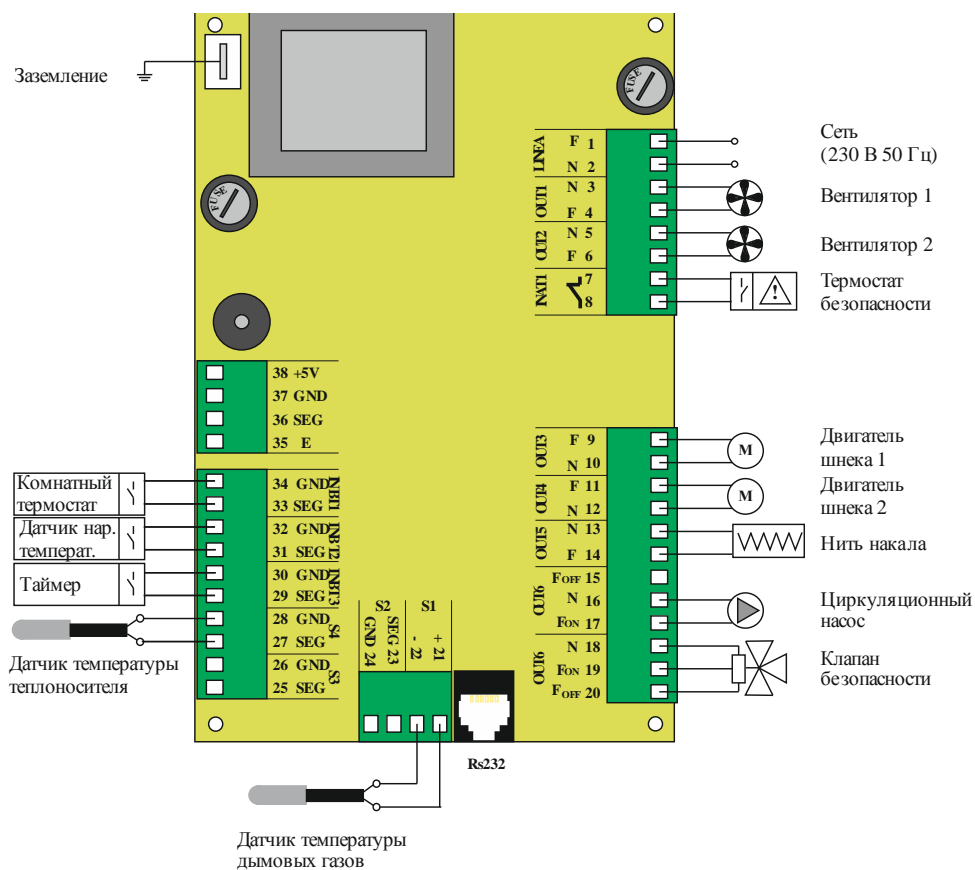 Заземление
FUSE
FUSE
LINEA
F 1
N 2
Сеть
(230 В 50 Гц)
OUT1
N 3
F 4
Вентилятор 1
OUT2
N 5
F 6
Вентилятор 2
7
8
Термостат
безопасности
38 +5V
37 GND
36 SEG
35 E
OUT3
F 9
N 10
Двигатель
шнека 1
M
OUT4
F 11
N 12
Двигатель
шнека 2
M
OUT5
N 13
F 14
Нить накала
OUT6
FOFF 15
N 16
FON 17
Циркуляционный
насос
OUT6
N 18
FON 19
FOFF 20
Клапан
безопасности
Комнатный
термостат
34 GND
33 SEG
Датчик нар.
температ.
32 GND
31 SEG
Таймер
30 GND
29 SEG
28 GND
27 SEG
S4
26 GND
25 SEG
S3
Датчик температуры
теплоносителя
S2
S1
GND 24
SEG 23
- 22
+ 21
Rs232
Датчик температуры
дымовых газов